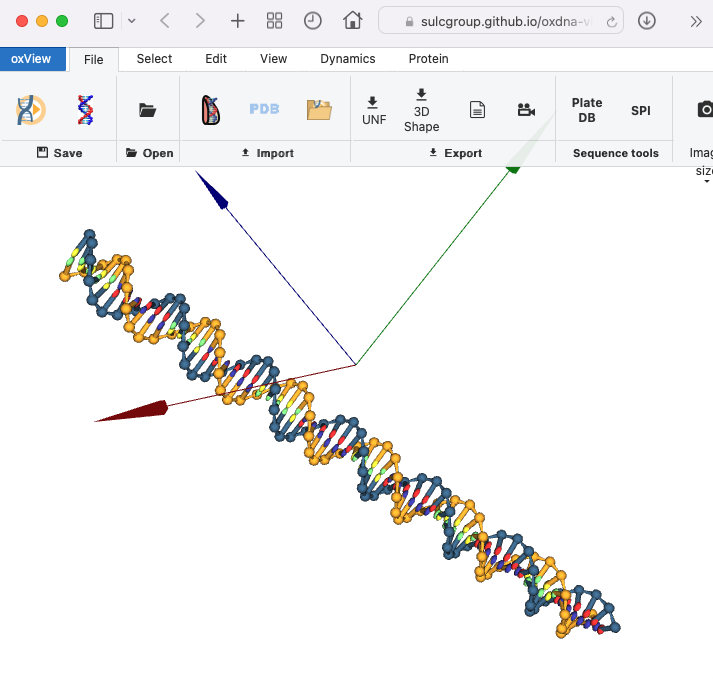 sulcgroup.github.io/oxdna-vi
oxView File Select Edit View Dynamics Protein
PDB
UNF
3D
Shape
Plate
DB
SPI
Save Open Import Export Sequence tools Imag
size